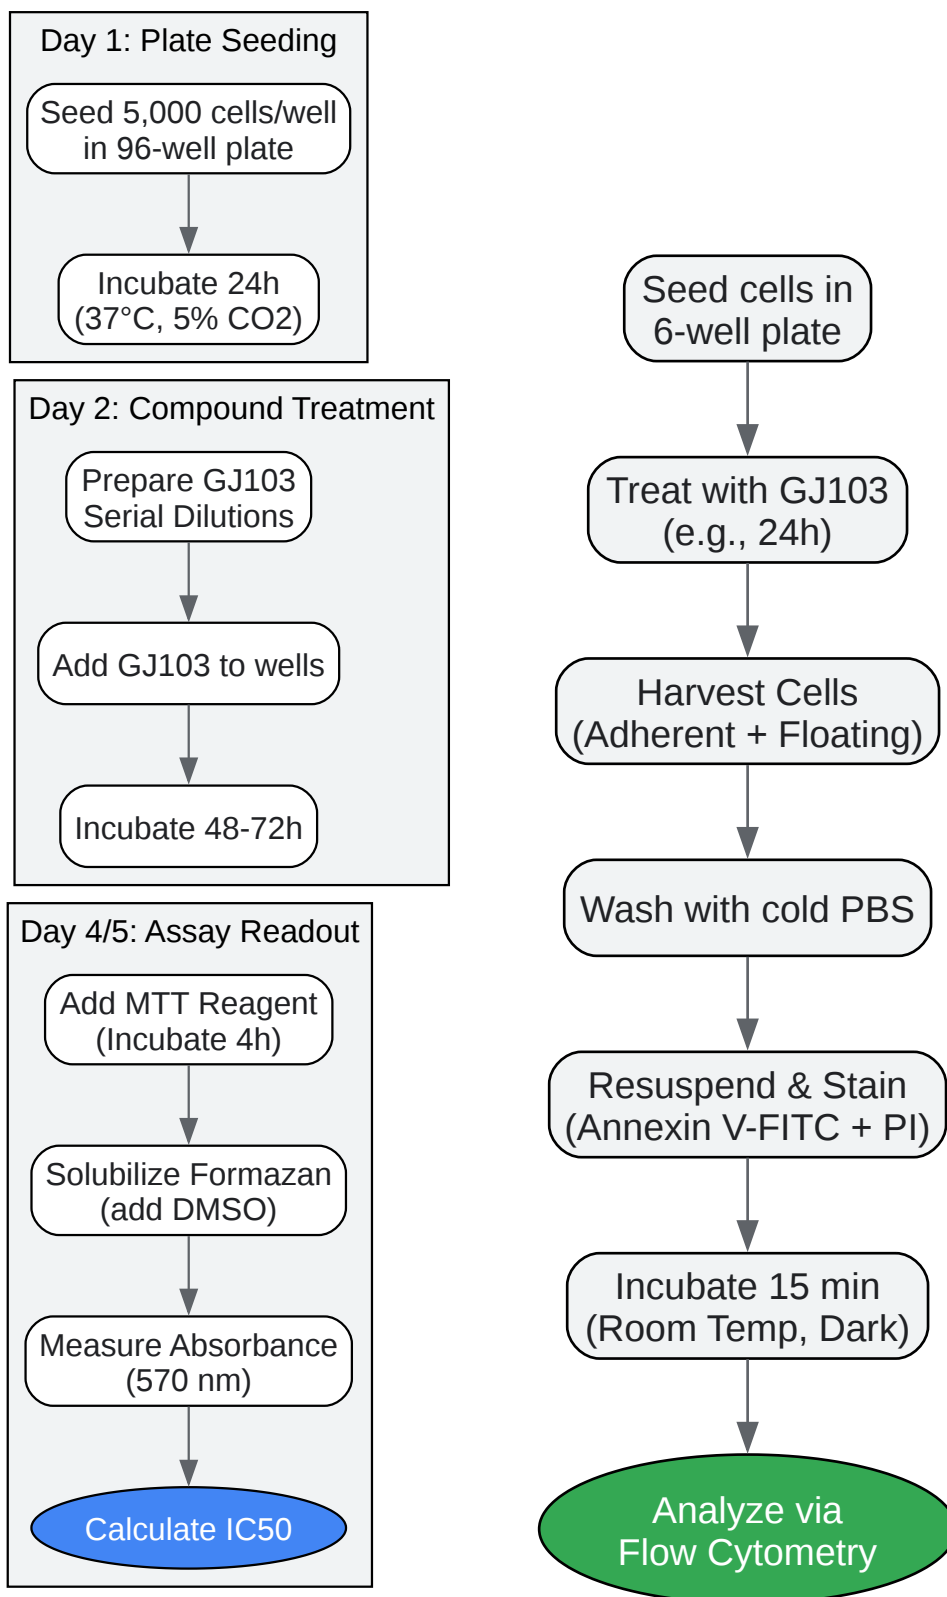 Day 1: Plate Seeding
Seed 5,000 cells/well
in 96-well plate
Incubate 24h
(37°C, 5% CO2)
Day 2: Compound Treatment
Prepare GJ103
Serial Dilutions
Add GJ103 to wells
Incubate 48-72h
Day 4/5: Assay Readout
Add MTT Reagent
(Incubate 4h)
Solubilize Formazan
(add DMSO)
Measure Absorbance
(570 nm)
Calculate IC50
Seed cells in
6-well plate
Treat with GJ103
(e.g., 24h)
Harvest Cells
(Adherent + Floating)
Wash with cold PBS
Resuspend & Stain
(Annexin V-FITC + PI)
Incubate 15 min
(Room Temp, Dark)
Analyze via
Flow Cytometry